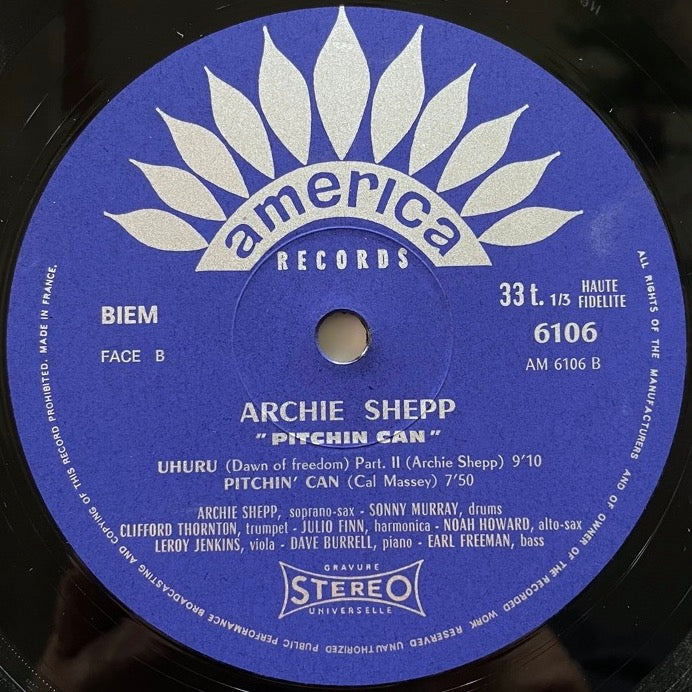 america
RECORDS
BIEM
FACE B
33 t. 1/3 HAUTE FIDELITE
6106
AM 6106 B
ARCHIE SHEPP
"PITCHIN CAN"
UHURU (Dawn of freedom) Part. II (Archie Shepp) 9'10
PITCHIN' CAN (Cal Massey) 7'50
ARCHIE SHEPP, soprano-sax - SONNY MURRAY, drums
CLIFFORD THORNTON, trumpet - JULIO FINN, harmonica - NOAH HOWARD, alto-sax
LEROY JENKINS, viola - DAVE BURRELL, piano - EARL FREEMAN, bass
GRAVURE
STEREO
UNIVERSELLE
ALL RIGHTS OF THE MANUFACTURERS AND OF OWNER OF THE RECORDED WORK RESERVED UNAUTHORIZED PUBLIC PERFORMANCE BROADCASTING AND COPYING OF THIS RECORD PROHIBITED. MADE IN FRANCE.